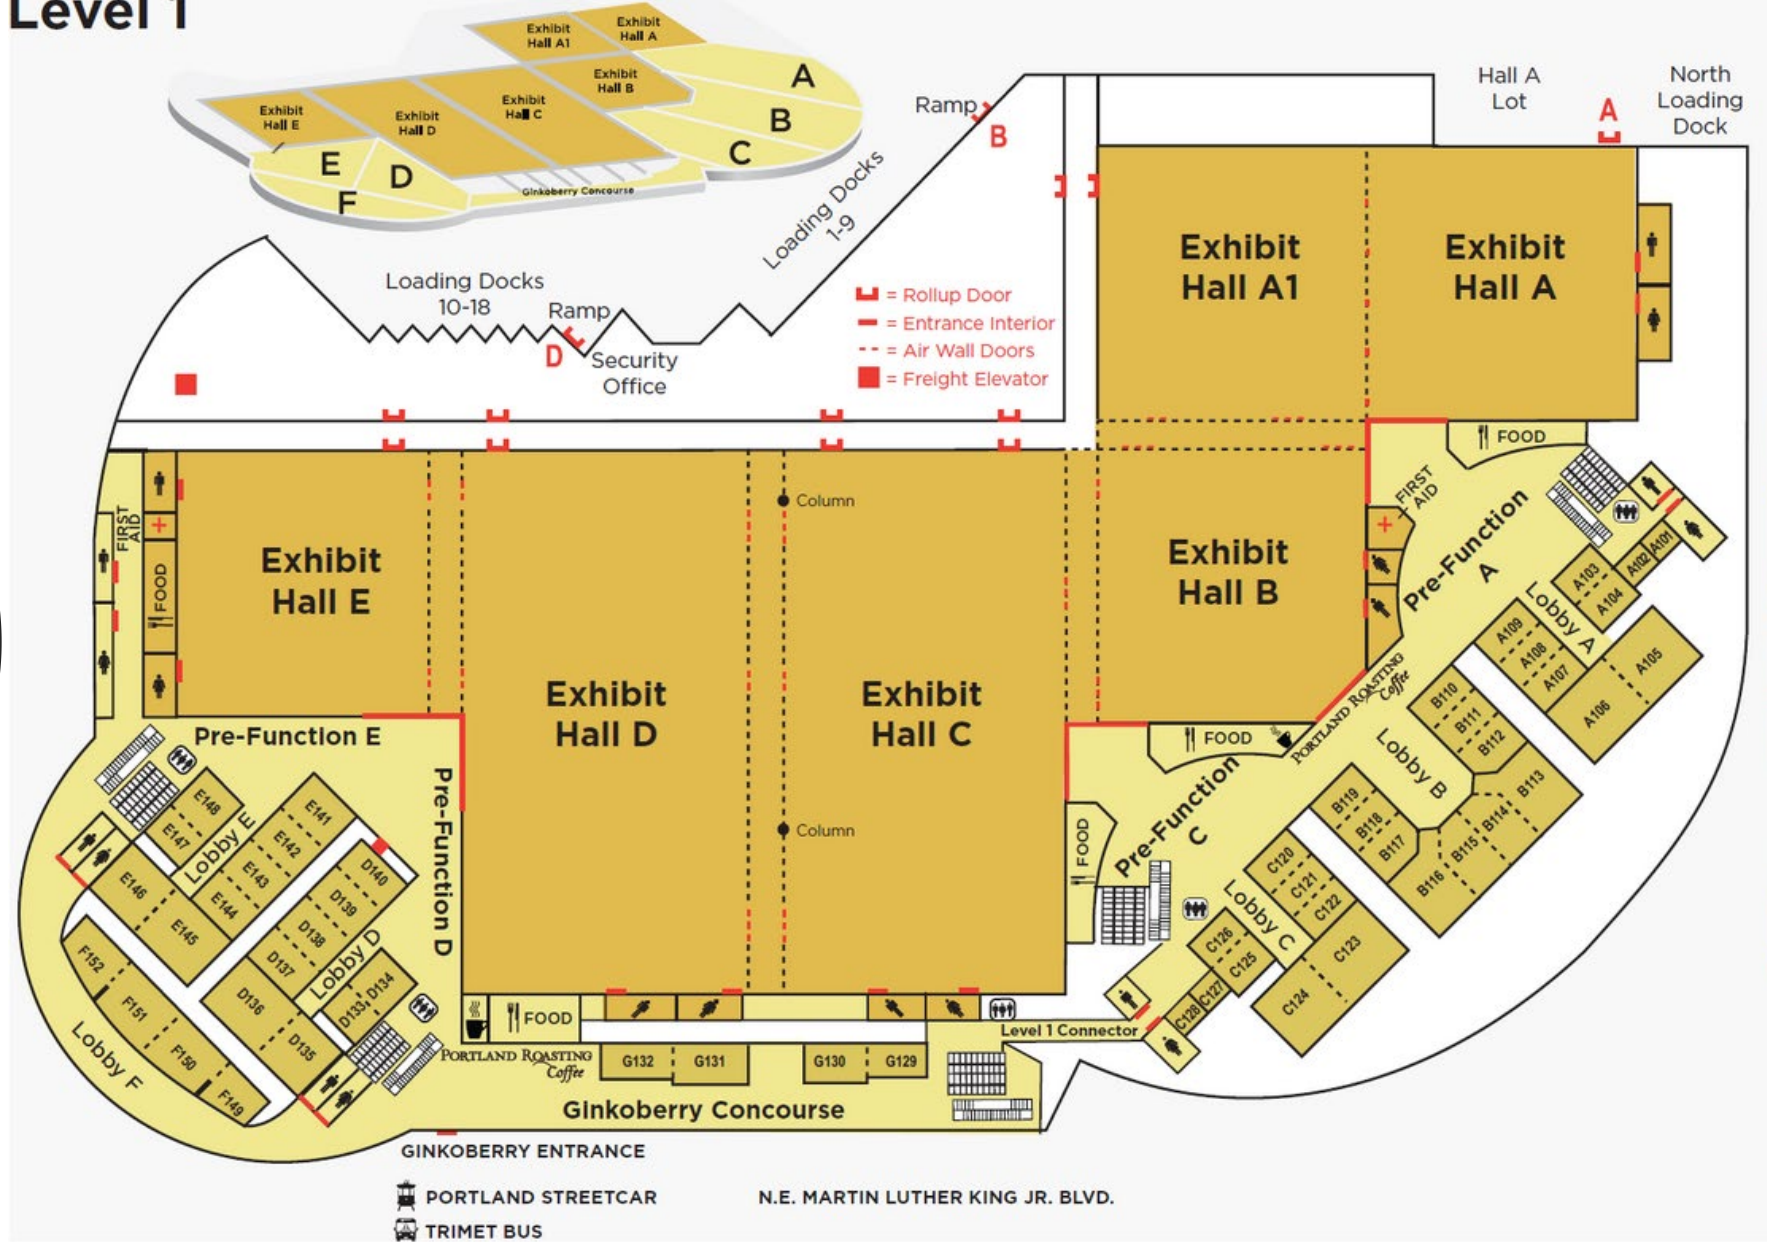 Level 1
Exhibit
Hall A1
Exhibit
Hall A
Exhibit
Hall B
Exhibit
Hall C
Exhibit
Hall D
Exhibit
Hall E
A
B
C
E
D
F
Ginkoberry Concourse
Hall A
Lot
North
Loading
Dock
A
Ramp
B
Loading Docks
1-9
Loading Docks
10-18
Ramp
D
Security
Office
= Rollup Door
= Entrance Interior
= Air Wall Doors
= Freight Elevator
Exhibit
Hall A1
Exhibit
Hall A
FOOD
FIRST
AID
Pre-Function
A
FIRST
AID
FOOD
Exhibit
Hall E
Column
Exhibit
Hall D
Exhibit
Hall C
Column
Exhibit
Hall B
A101
A102
A103
A104
Lobby A
A109
A108
A107
A105
A106
PORTLAND ROASTING
Coffee
FOOD
B110
B111
B112
Lobby B
B113
B114
B115
B116
B119
B118
B117
Pre-Function
C
FOOD
C120
C121
C122
Lobby C
C123
C124
C126
C125
C127
C128
Pre-Function E
Pre-Function D
E148
E147
Lobby E
E141
E142
E143
E144
E146
E145
D140
D139
D138
D137
Lobby D
D134
D133
D136
D135
F152
F151
F150
F149
Lobby F
FOOD
PORTLAND ROASTING
Coffee
G132
G131
G130
G129
Level 1 Connector
Ginkoberry Concourse
GINKOBERRY ENTRANCE
PORTLAND STREETCAR
N.E. MARTIN LUTHER KING JR. BLVD.
TRIMET BUS